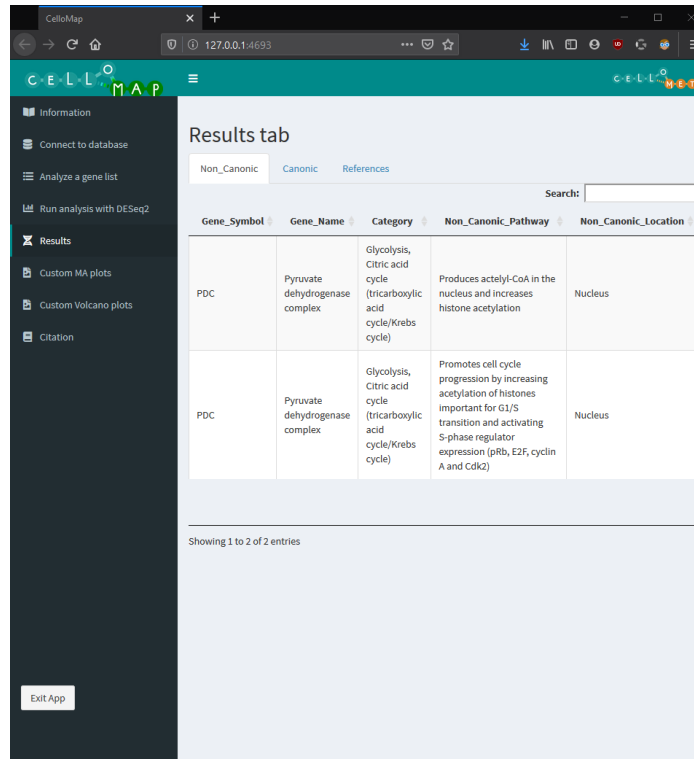 CelloMap
127.0.0.1:4693
C-E-L-L-O
M-A-P
C-E-L-L-O
M-E-T
Information
Connect to database
Analyze a gene list
Run analysis with DESeq2
Results
Custom MA plots
Custom Volcano plots
Citation
Exit App
Results tab
Non_Canonic Canonic References
Search:
Gene_Symbol Gene_Name Category Non_Canonic_Pathway Non_Canonic_Location
PDC
Pyruvate
dehydrogenase
complex
Glycolysis,
Citric acid
cycle
(tricarboxylic
acid
cycle/Krebs
cycle)
Produces actelyl-CoA in the
nucleus and increases
histone acetylation
Nucleus
PDC
Pyruvate
dehydrogenase
complex
Glycolysis,
Citric acid
cycle
(tricarboxylic
acid
cycle/Krebs
cycle)
Promotes cell cycle
progression by increasing
acetylation of histones
important for G1/S
transition and activating
S-phase regulator
expression (pRb, E2F, cyclin
A and Cdk2)
Nucleus
Showing 1 to 2 of 2 entries